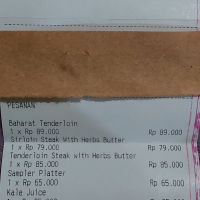 PESANAN
Baharat Tenderloin
1 x Rp 89.000 Rp 89.000
Sirloin Steak with Herbs Butter
1 x Rp 79.000 Rp 79.000
Tenderloin Steak with Herbs Butter
1 x Rp 85.000 Rp 85.000
Sampler Platter
1 x Rp 65.000 Rp 65.000
Kale Juice